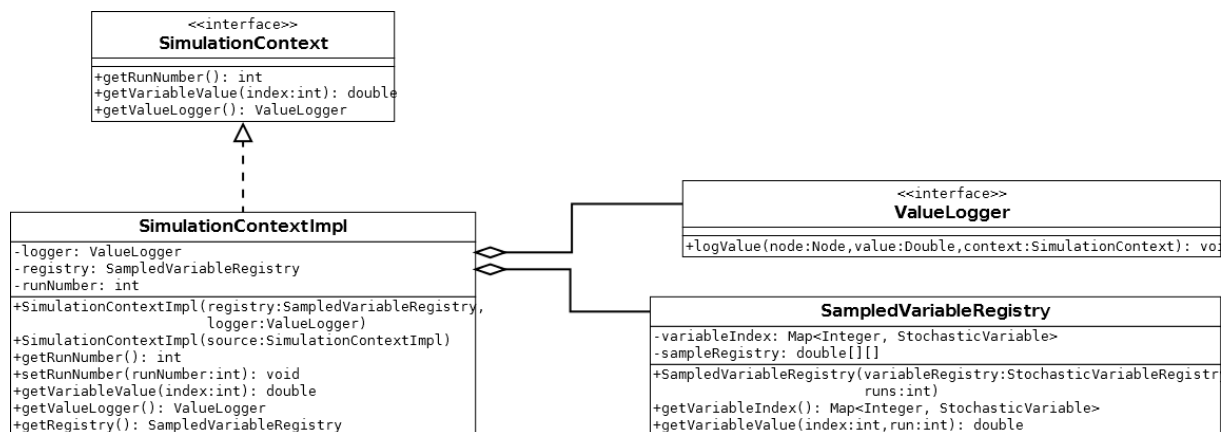 <<interface>>
SimulationContext
+getRunNumber(): int
+getVariableValue(index:int): double
+getValueLogger(): ValueLogger
SimulationContextImpl
-logger: ValueLogger
-registry: SampledVariableRegistry
-runNumber: int
+SimulationContextImpl(registry:SampledVariableRegistry,
logger:ValueLogger)
+SimulationContextImpl(source:SimulationContextImpl)
+getRunNumber(): int
+setRunNumber(runNumber:int): void
+getVariableValue(index:int): double
+getValueLogger(): ValueLogger
+getRegistry(): SampledVariableRegistry
<<interface>>
ValueLogger
+logValue(node:Node,value:Double,context:SimulationContext): voi
SampledVariableRegistry
-variableIndex: Map<Integer, StochasticVariable>
-sampleRegistry: double[][]
+SampledVariableRegistry(variableRegistry:StochasticVariableRegistr
runs:int)
+getVariableIndex(): Map<Integer, StochasticVariable>
+getVariableValue(index:int,run:int): double